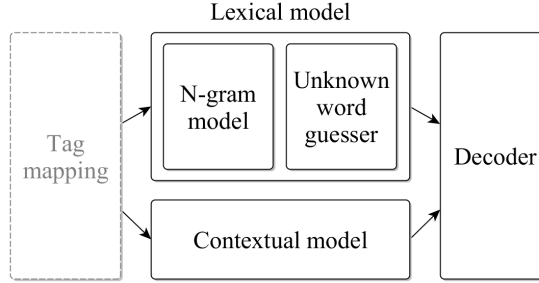 Lexical model
Tag
mapping
N-gram
model
Unknown
word
guesser
Contextual model
Decoder